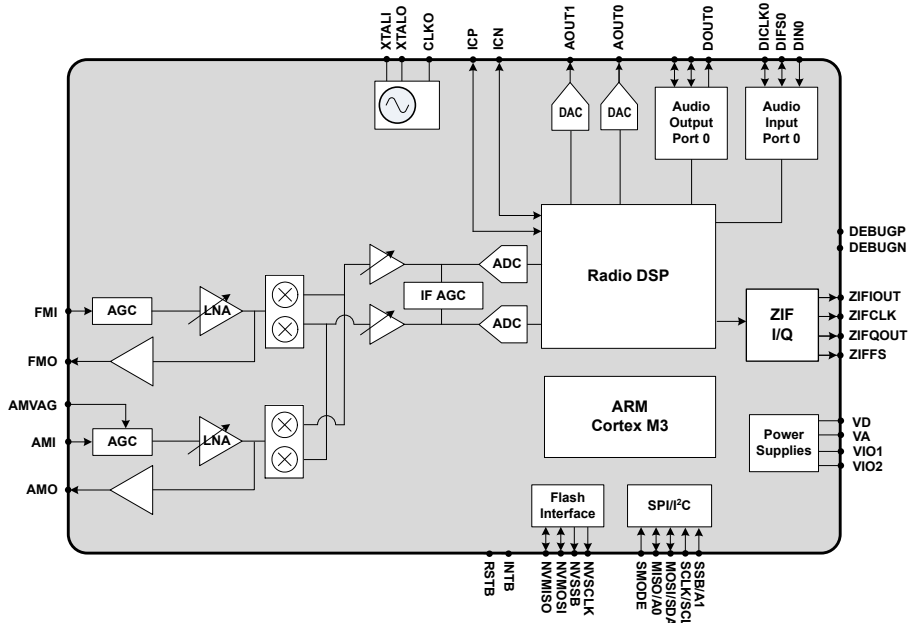 XTALI
XTALO
CLKO
ICP
ICN
AOUT1
AOUT0
DOUT0
DICLK0
DIFS0
DIN0
DAC
DAC
Audio
Output
Port 0
Audio
Input
Port 0
DEBUGP
DEBUGN
Radio DSP
ADC
IF AGC
ADC
FMI
AGC
LNA
FMO
ZIF
I/Q
ZIFIOUT
ZIFCLK
ZIFQOUT
ZIFFS
AMVAG
AMI
AGC
LNA
AMO
ARM
Cortex M3
Power
Supplies
VD
VA
VIO1
VIO2
Flash
Interface
SPI/I²C
RSTB
INTB
NVMISO
NVMOSI
NVSSB
NVSCLK
SMODE
MISO/A0
MOSI/SDA
SCLK/SCL
SSB/A1